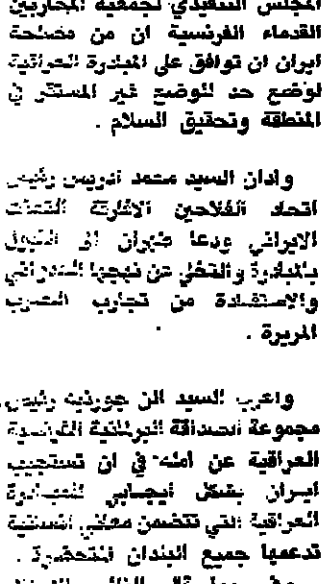 المجلس التنفيذي لجمعية المحاربين
القدماء الفرنسية ان من مصلحة
ايران ان توافق على المبادرة العراقية
لوضع حد للوضع غير المستقر في
المنطقة وتحقيق السلام .
وادان السيد محمد ادريس رئيس
اتحاد الفلاحين التعنت
الايراني ودعا طهران الى القبول
بالمبادرة والتخلي عن نهجها العدواني
والاستفادة من تجارب الحرب
المريرة .
واعرب السيد الن جورنيه رئيس
مجموعة الصداقة البرلمانية الفرنسية
العراقية عن امله في ان تستجيب
ايران بشكل ايجابي للمبادرة
العراقية التي تتضمن معاني انسانية
تدعمها جميع البلدان المتحضرة .